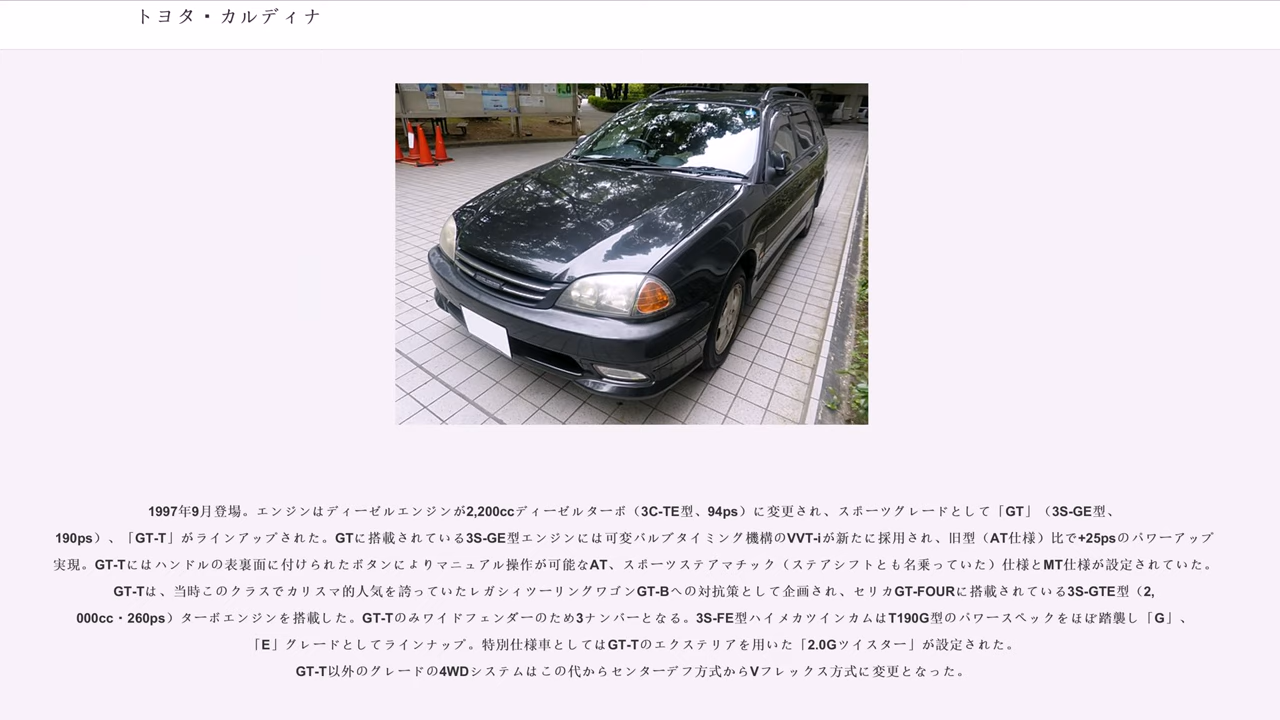 トヨタ・カルディナ
1997年9月登場。エンジンはディーゼルエンジンが2,200ccディーゼルターボ（3C-TE型、94ps）に変更され、スポーツグレードとして「GT」（3S-GE型、
190ps）、「GT-T」がラインアップされた。GTに搭載されている3S-GE型エンジンには可変バルブタイミング機構のVVT-iが新たに採用され、旧型（AT仕様）比で+25psのパワーアップ
実現。GT-Tにはハンドルの表裏面に付けられたボタンによりマニュアル操作が可能なAT、スポーツステアマチック（ステアシフトとも名乗っていた）仕様とMT仕様が設定されていた。
GT-Tは、当時このクラスでカリスマ的人気を誇っていたレガシィツーリングワゴンGT-Bへの対抗策として企画され、セリカGT-FOURに搭載されている3S-GTE型（2,
000cc・260ps）ターボエンジンを搭載した。GT-Tのみワイドフェンダーのため3ナンバーとなる。3S-FE型ハイメカツインカムはT190G型のパワースペックをほぼ踏襲し「G」、
「E」グレードとしてラインナップ。特別仕様車としてはGT-Tのエクステリアを用いた「2.0Gツイスター」が設定された。
GT-T以外のグレードの4WDシステムはこの代からセンターデフ方式からVフレックス方式に変更となった。